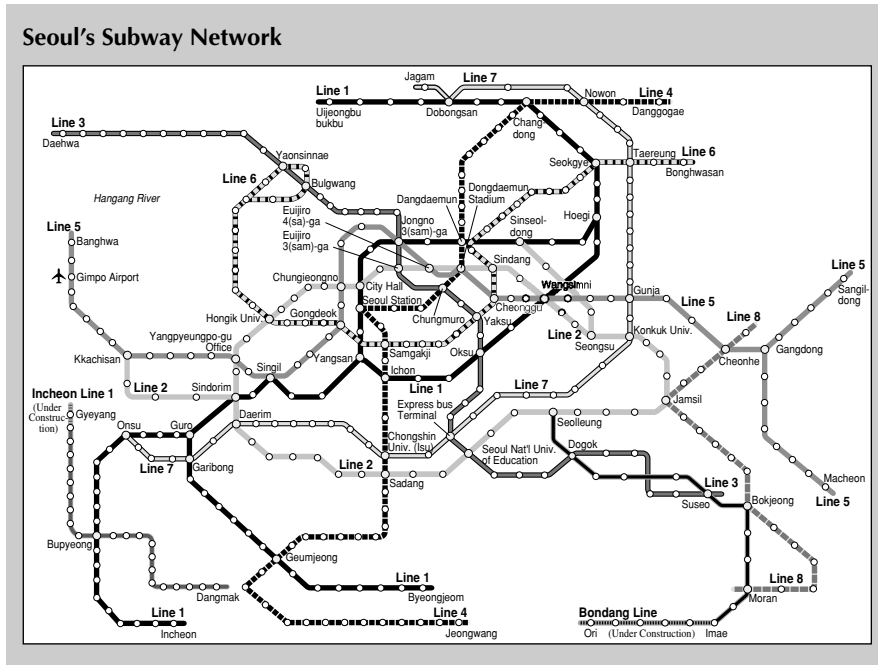 Seoul's Subway Network
Jagam
Line 7
Line 1
Uijeongbu
bukbu
Dobongsan
Chang-
dong
Nowon
Line 4
Danggogae
Line 3
Daehwa
Yaonsinnae
Line 6
Bulgwang
Seokgye
Taereung
Line 6
Bonghwasan
Hangang River
Dangdaemun
Dongdaemun
Stadium
Euijiro
4(sa)-ga
Jongno
3(sam)-ga
Sinseol-
dong
Hoegi
Euijiro
3(sam)-ga
Line 5
Banghwa
Gimpo Airport
Chungieongno
City Hall
Seoul Station
Sindang
Wangsimni
Gunja
Line 5
Line 5
Sangil-
dong
Line 8
Hongik Univ.
Gongdeok
Chungmuro
Cheonggu
Yaksu
Line 2
Seongsu
Konkuk Univ.
Yangpyeungpo-gu
Office
Kkachisan
Singil
Yangsan
Samgakji
Oksu
Cheonhe
Gangdong
Ichon
Line 1
Line 2
Sindorim
Line 7
Jamsil
Incheon Line 1
(Under
Construc-
tion)
Gyeyang
Onsu
Guro
Daerim
Express bus
Terminal
Seolleung
Line 7
Garibong
Line 2
Chongshin
Univ. (Isu)
Seoul Nat'l Univ.
of Education
Dogok
Sadang
Line 3
Suseo
Bokjeong
Macheon
Line 5
Bupyeong
Geumjeong
Dangmak
Line 1
Byeongjeom
Line 8
Moran
Line 1
Incheon
Line 4
Jeongwang
Bondang Line
Ori
(Under Construction)
Imae